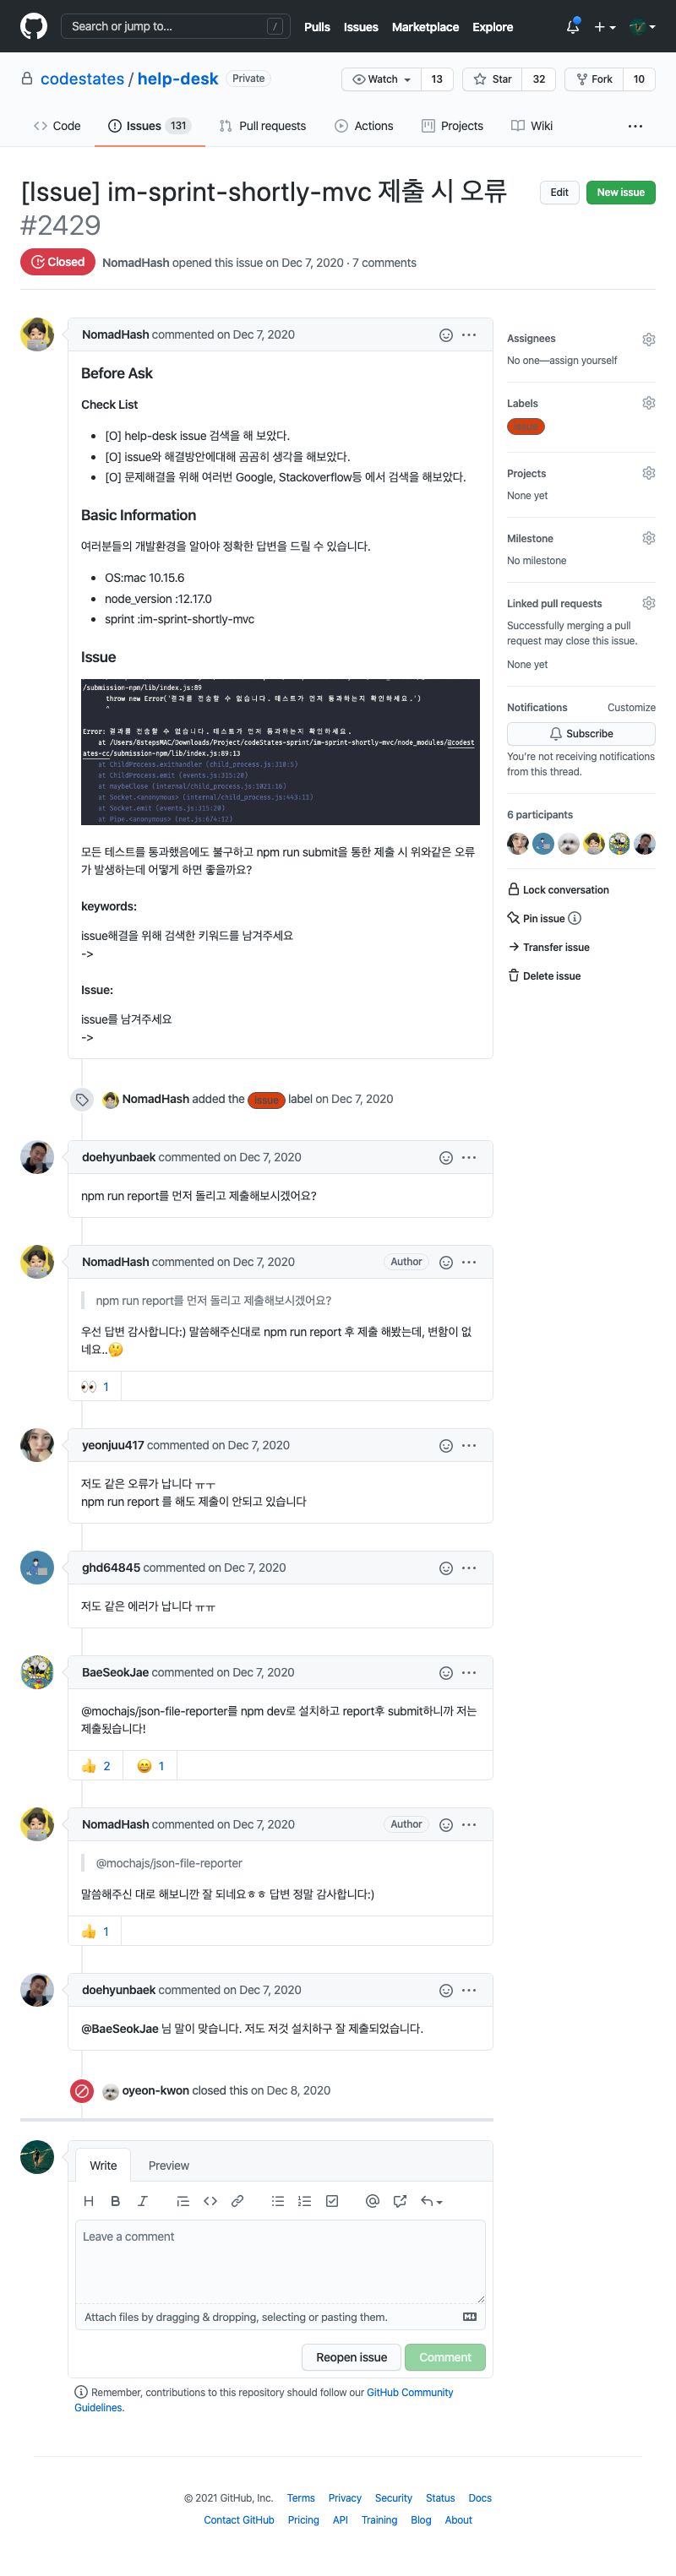 Search or jump to...
/
Pulls Issues Marketplace Explore
codestates / help-desk Private
Watch 13 Star 32 Fork 10
Code Issues 131 Pull requests Actions Projects Wiki ...
[Issue] im-sprint-shortly-mvc 제출 시 오류
#2429
Edit New issue
Closed NomadHash opened this issue on Dec 7, 2020 · 7 comments
NomadHash commented on Dec 7, 2020
Before Ask
Check List
• [O] help-desk issue 검색을 해 보았다.
• [O] issue와 해결방안에대해 곰곰히 생각을 해보았다.
• [O] 문제해결을 위해 여러번 Google, Stackoverflow등 에서 검색을 해보았다.
Basic Information
여러분들의 개발환경을 알아야 정확한 답변을 드릴 수 있습니다.
• OS:mac 10.15.6
• node_version :12.17.0
• sprint :im-sprint-shortly-mvc
Issue
/submission-npm/lib/index.js:89
throw new Error('결과를 전송할 수 없습니다. 테스트가 먼저 통과하는지 확인하세요.')
^
Error: 결과를 전송할 수 없습니다. 테스트가 먼저 통과하는지 확인하세요.
at /Users/8stepsMAC/Downloads/Project/codeStates-sprint/im-sprint-shortly-mvc/node_modules/@codest
ates-cc/submission-npm/lib/index.js:89:13
at ChildProcess.exithandler (child_process.js:310:5)
at ChildProcess.emit (events.js:315:20)
at maybeClose (internal/child_process.js:1021:16)
at Socket.<anonymous> (internal/child_process.js:443:11)
at Socket.emit (events.js:315:20)
at Pipe.<anonymous> (net.js:674:12)
모든 테스트를 통과했음에도 불구하고 npm run submit을 통한 제출 시 위와같은 오류
가 발생하는데 어떻게 하면 좋을까요?
keywords:
issue해결을 위해 검색한 키워드를 남겨주세요
->
Issue:
issue를 남겨주세요
->
Assignees
No one—assign yourself
Labels
issue
Projects
None yet
Milestone
No milestone
Linked pull requests
Successfully merging a pull
request may close this issue.
None yet
Notifications Customize
Subscribe
You're not receiving notifications
from this thread.
6 participants
Lock conversation
Pin issue
Transfer issue
Delete issue
NomadHash added the issue label on Dec 7, 2020
doehyunbaek commented on Dec 7, 2020
npm run report를 먼저 돌리고 제출해보시겠어요?
NomadHash commented on Dec 7, 2020 Author
npm run report를 먼저 돌리고 제출해보시겠어요?
우선 답변 감사합니다:) 말씀해주신대로 npm run report 후 제출 해봤는데, 변함이 없
네요..🤔
👀 1
yeonjuu417 commented on Dec 7, 2020
저도 같은 오류가 납니다 ㅠㅜ
npm run report 를 해도 제출이 안되고 있습니다
ghd64845 commented on Dec 7, 2020
저도 같은 에러가 납니다 ㅠㅠ
BaeSeokJae commented on Dec 7, 2020
@mochajs/json-file-reporter를 npm dev로 설치하고 report후 submit하니까 저는
제출됬습니다!
👍 2 😄 1
NomadHash commented on Dec 7, 2020 Author
@mochajs/json-file-reporter
말씀해주신 대로 해보니깐 잘 되네요ㅎㅎ 답변 정말 감사합니다:)
👍 1
doehyunbaek commented on Dec 7, 2020
@BaeSeokJae 님 말이 맞습니다. 저도 저것 설치하구 잘 제출되었습니다.
oyeon-kwon closed this on Dec 8, 2020
Write Preview
Leave a comment
Attach files by dragging & dropping, selecting or pasting them.
Reopen issue Comment
Remember, contributions to this repository should follow our GitHub Community
Guidelines.
© 2021 GitHub, Inc. Terms Privacy Security Status Docs
Contact GitHub Pricing API Training Blog About